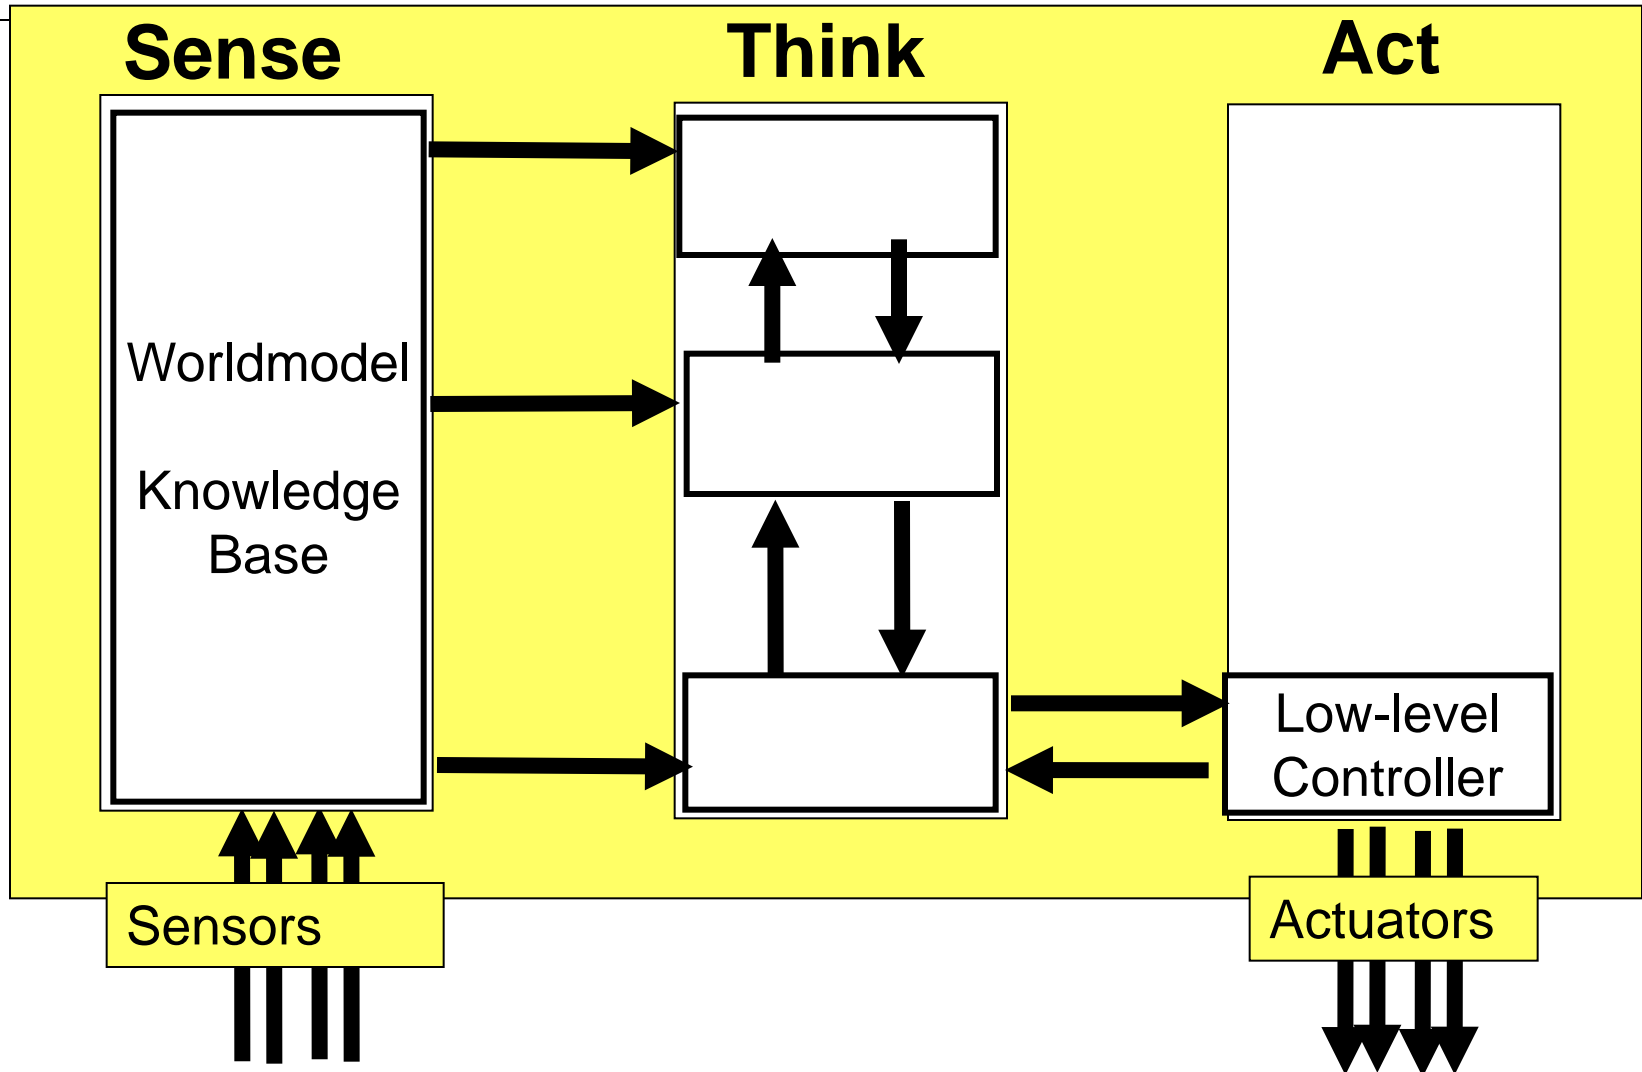 Sense
Think
Act
Worldmodel
Knowledge
Base
Low-level
Controller
Sensors
Actuators